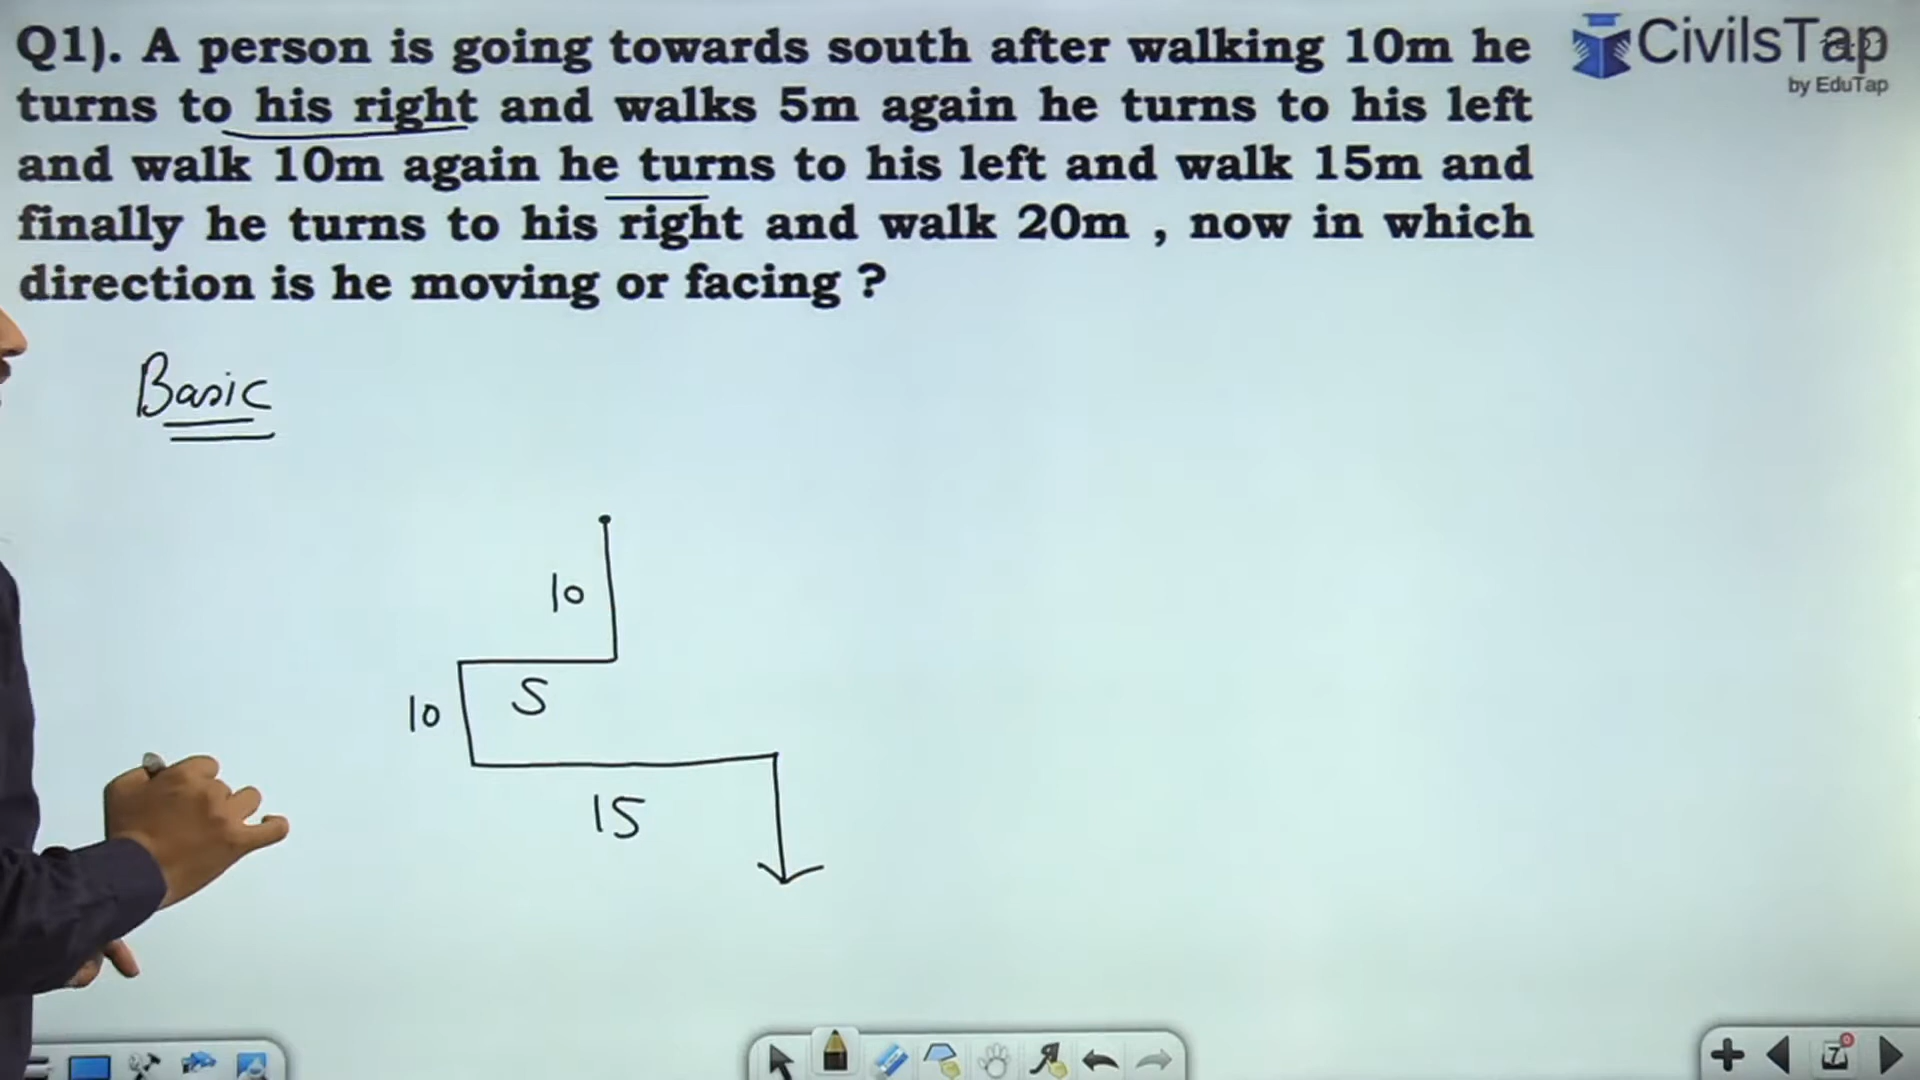 Q1). A person is going towards south after walking 10m he
turns to his right and walks 5m again he turns to his left
and walk 10m again he turns to his left and walk 15m and
finally he turns to his right and walk 20m , now in which
direction is he moving or facing ?
CivilsTap
by EduTap
Basic
10
5
10
15
7
0